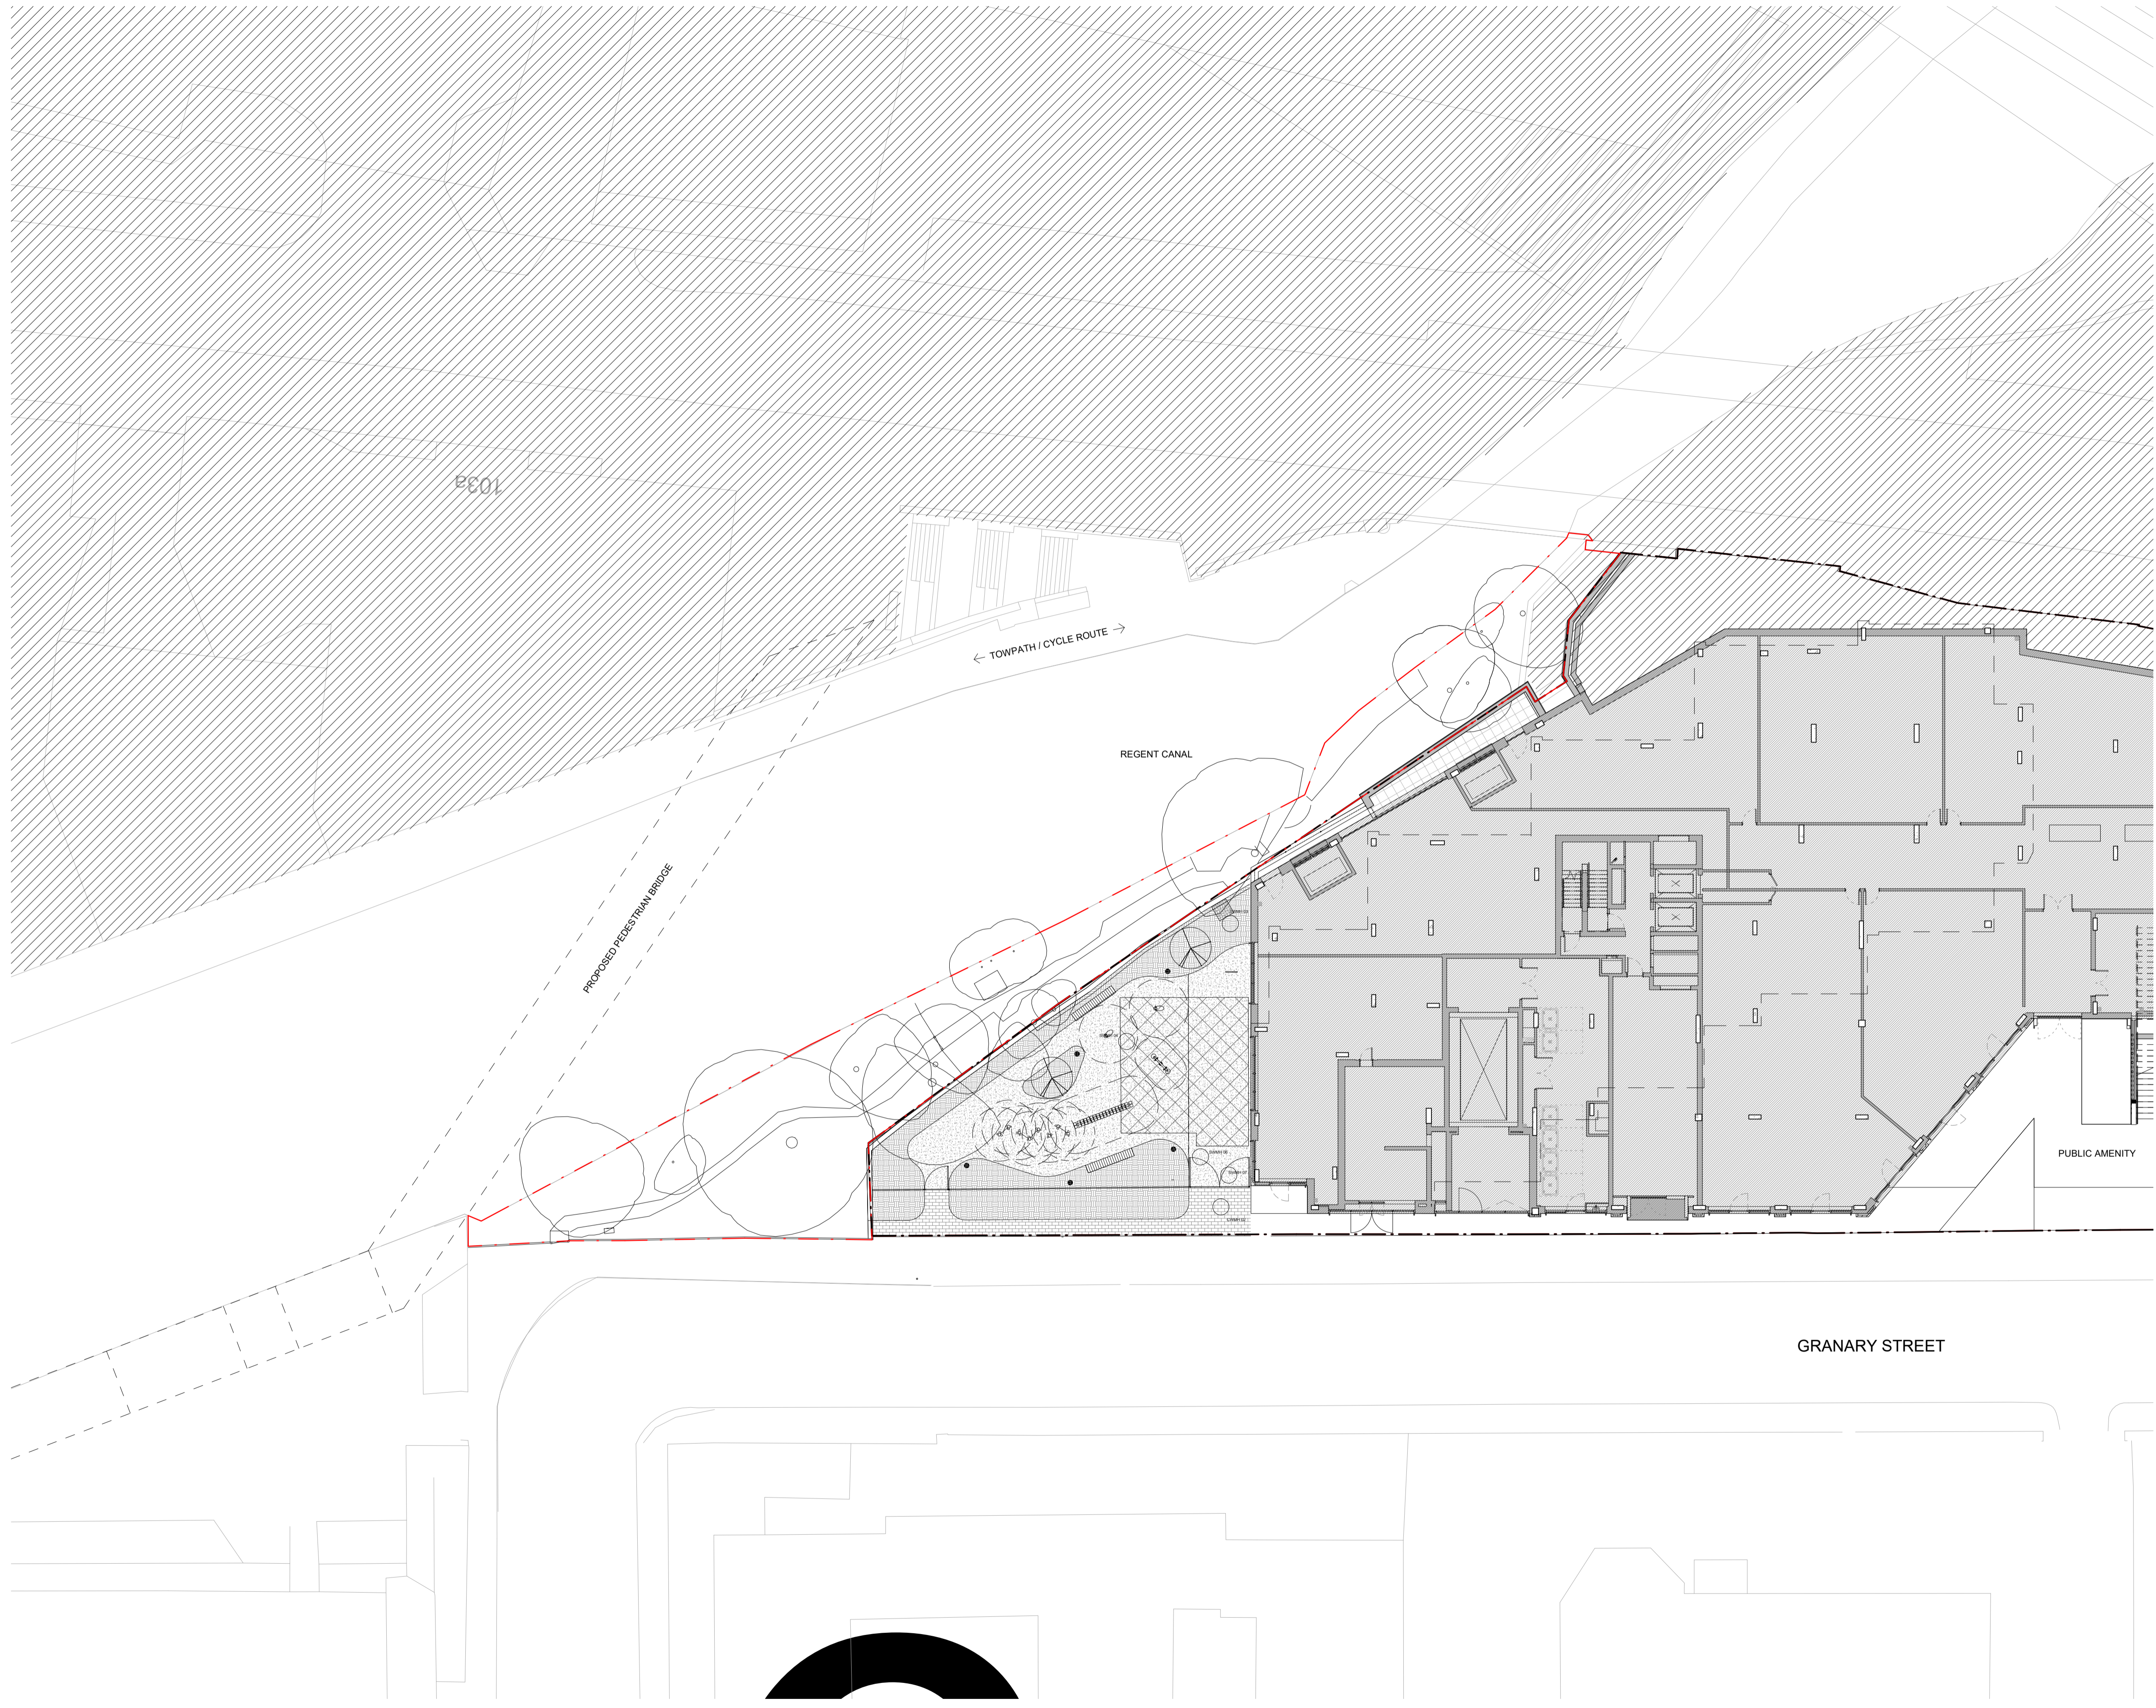 103a
TOWPATH / CYCLE ROUTE
REGENT CANAL
PROPOSED PEDESTRIAN BRIDGE
PUBLIC AMENITY
GRANARY STREET